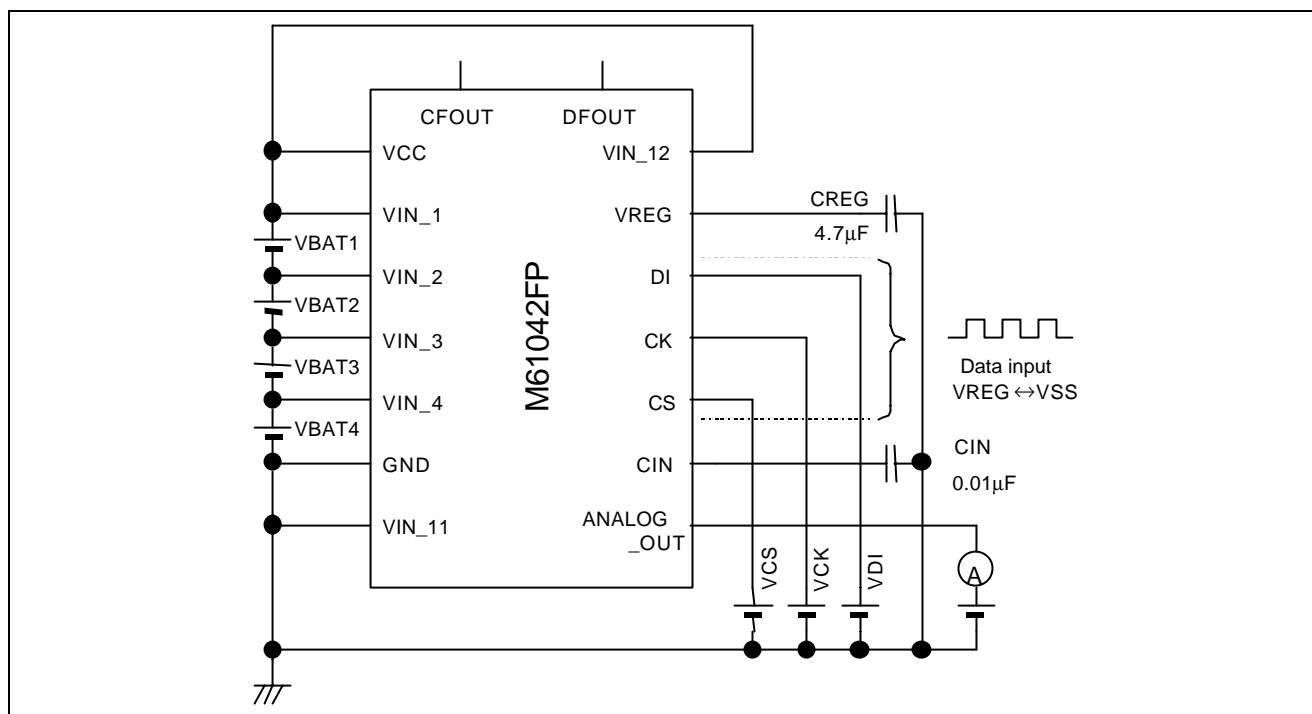 CFOUT
DFOUT
VCC
VIN_12
VIN_1
VREG
CREG
4.7μF
VBAT1
VIN_2
DI
VBAT2
M61042FP
VIN_3
CK
Data input
VREG ↔VSS
VBAT3
VIN_4
CS
VBAT4
GND
CIN
CIN
0.01μF
VIN_11
ANALOG
_OUT
VCS
VCK
VDI
A